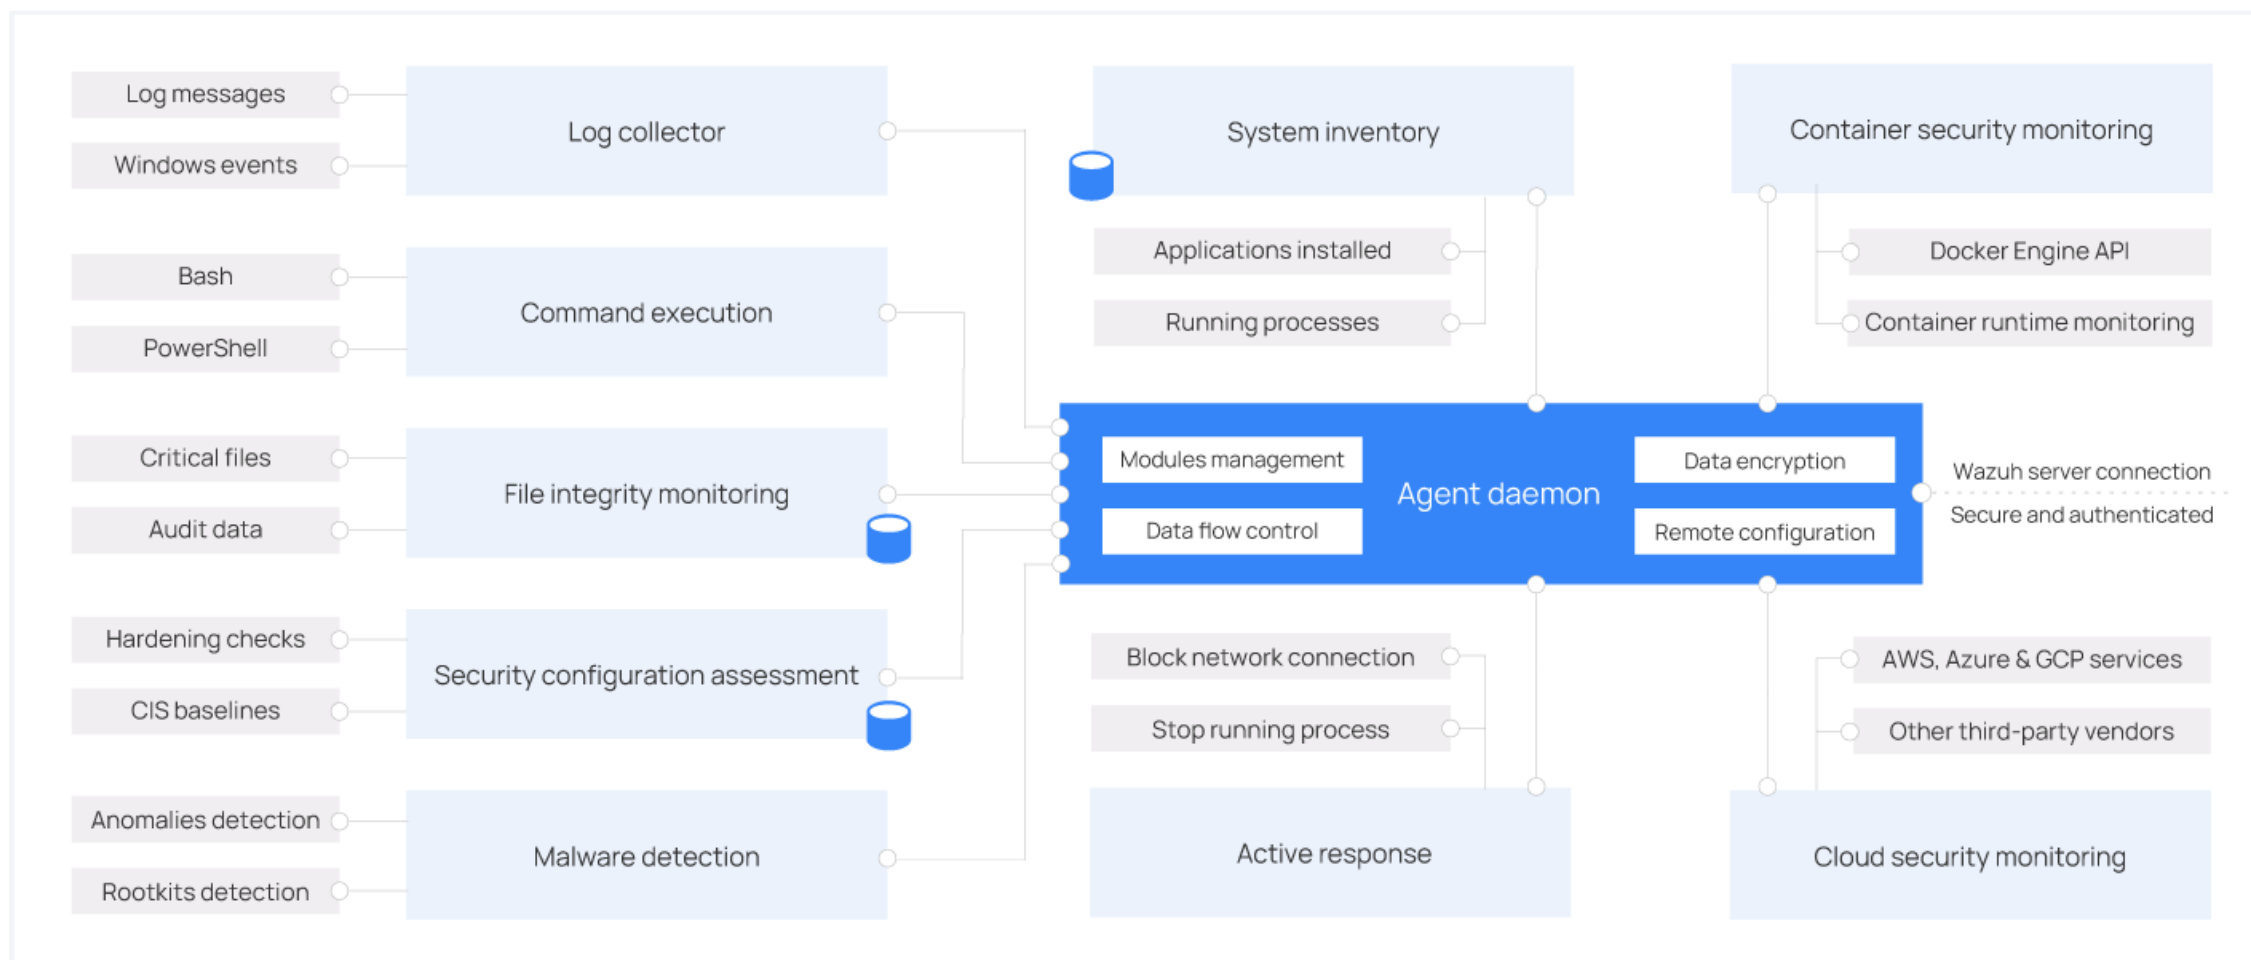 Log messages
Windows events
Log collector
Bash
PowerShell
Command execution
Critical files
Audit data
File integrity monitoring
Hardening checks
CIS baselines
Security configuration assessment
Anomalies detection
Rootkits detection
Malware detection
System inventory
Applications installed
Running processes
Container security monitoring
Docker Engine API
Container runtime monitoring
Modules management
Data flow control
Agent daemon
Data encryption
Remote configuration
Wazuh server connection
Secure and authenticated
Block network connection
Stop running process
Active response
AWS, Azure & GCP services
Other third-party vendors
Cloud security monitoring